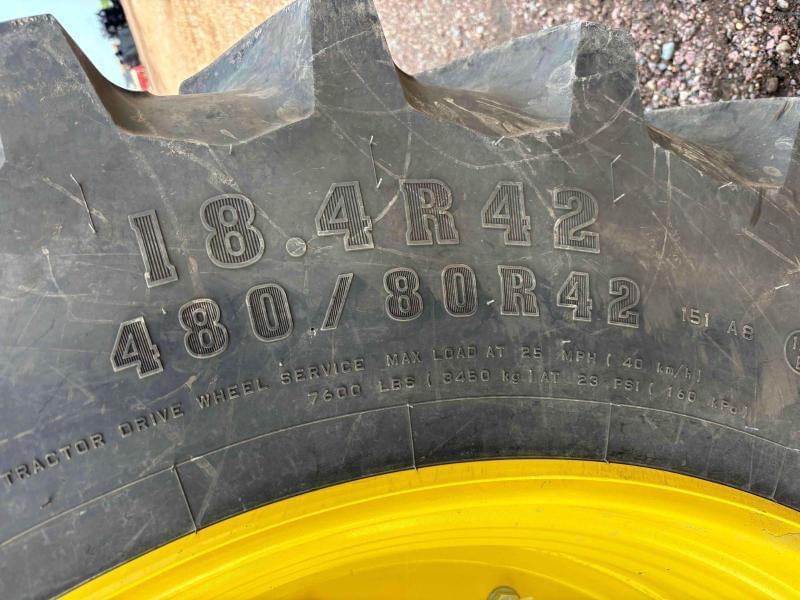 18.4R42
480/80R42 151 A8
TRACTOR DRIVE WHEEL SERVICE MAX LOAD AT 25 MPH ( 40 km/h)
7600 LBS ( 3450 kg ) AT 23 PSI ( 160 KPa)